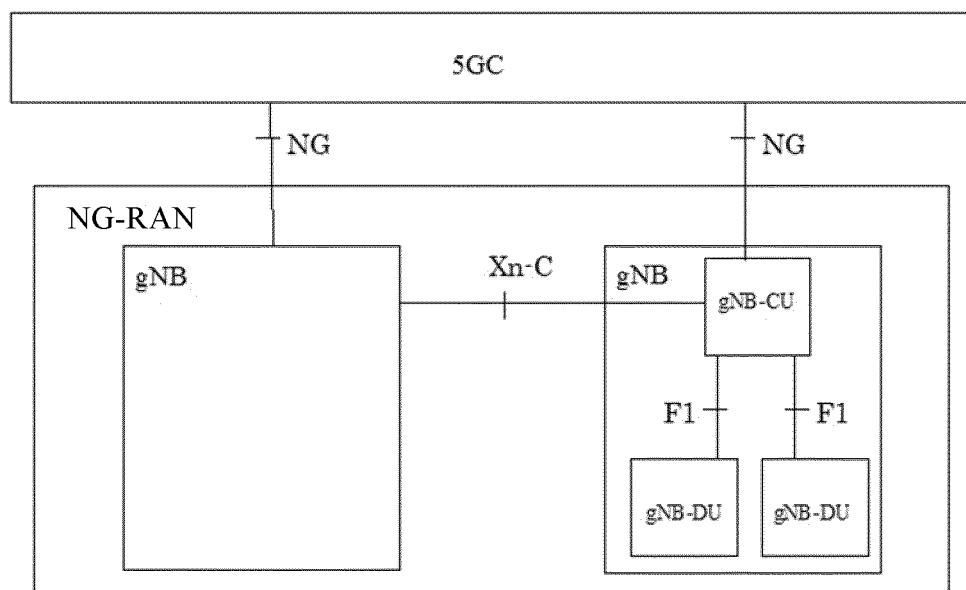 5GC
NG
NG
NG-RAN
gNB
Xn-C
gNB
gNB-CU
F1
F1
gNB-DU
gNB-DU